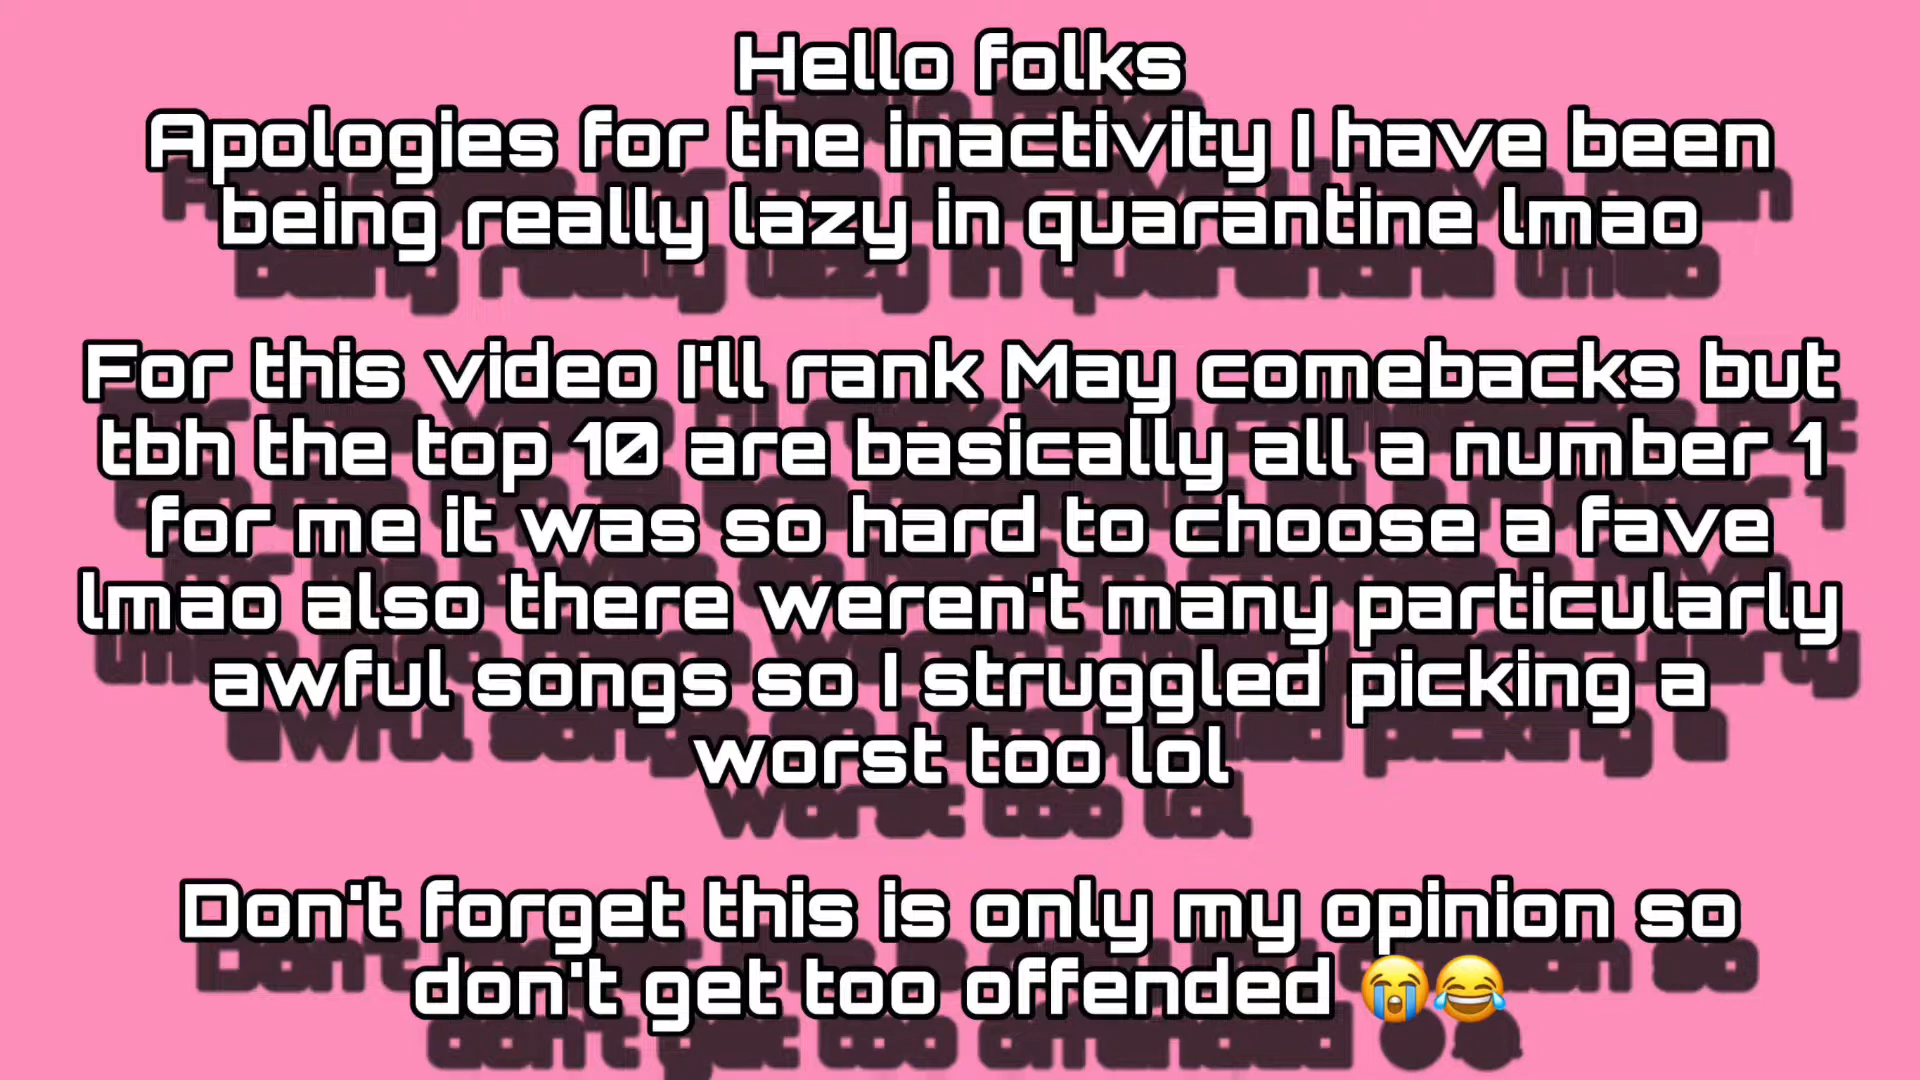 Hello folks
Apologies for the inactivity I have been
being really lazy in quarantine lmao
For this video I'll rank May comebacks but
tbh the top 10 are basically all a number 1
for me it was so hard to choose a fave
lmao also there weren't many particularly
awful songs so I struggled picking a
worst too lol
Don't forget this is only my opinion so
don't get too offended 😭😂